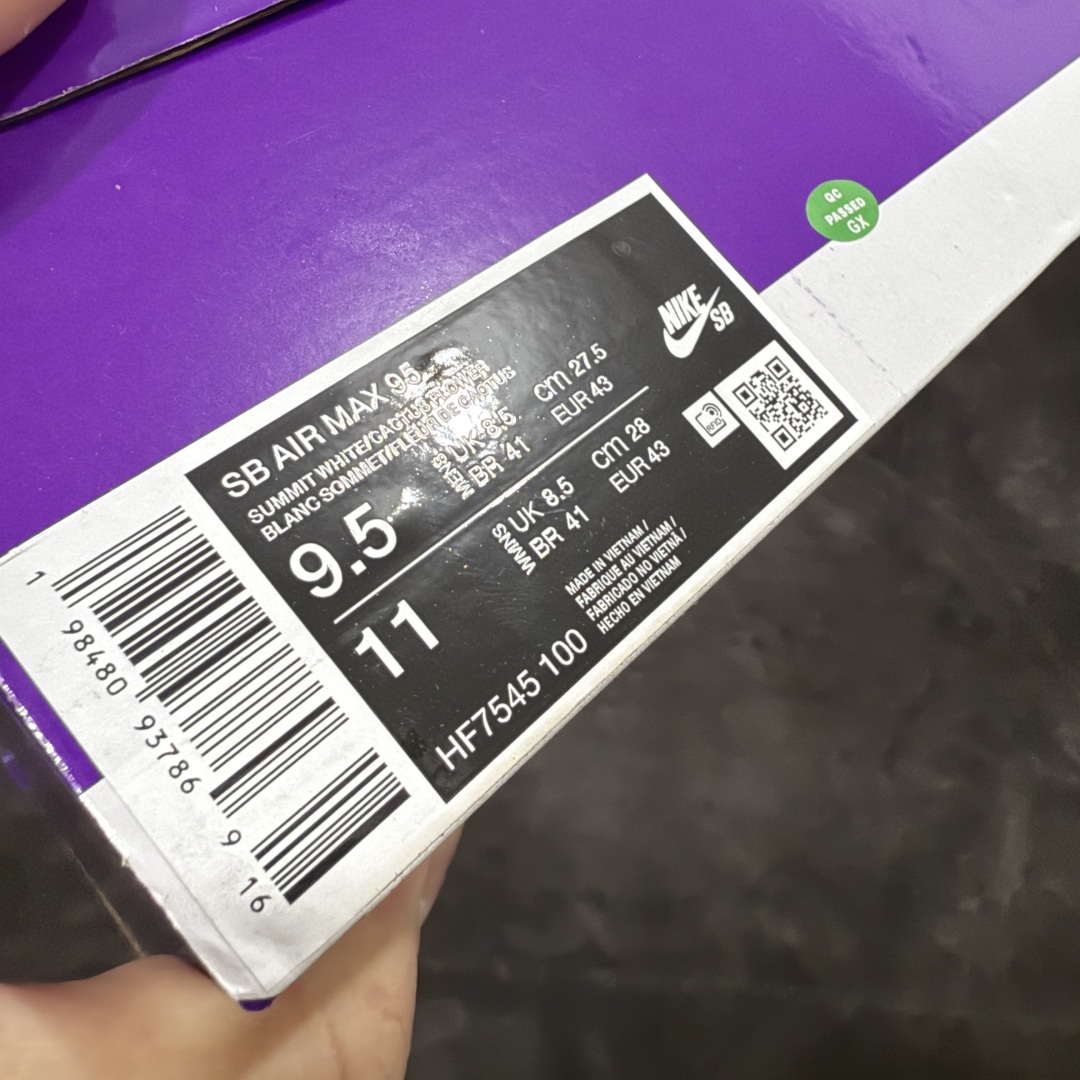 QC
PASSED
GX
NIKE
SB
SB AIR MAX 95
SUMMIT WHITE/CACTUS FLOWER
BLANC SOMMET/FLEUR DE CACTUS
9.5
MEN'S
UK 8.5
BR 41
cm 27.5
EUR 43
11
WMNS
UK 8.5
BR 41
cm 28
EUR 43
RFID
MADE IN VIETNAM /
FABRIQUE AU VIETNAM /
FABRICADO NO VIETNÃ /
HECHO EN VIETNAM
HF7545 100
1 98480 93786 9 16